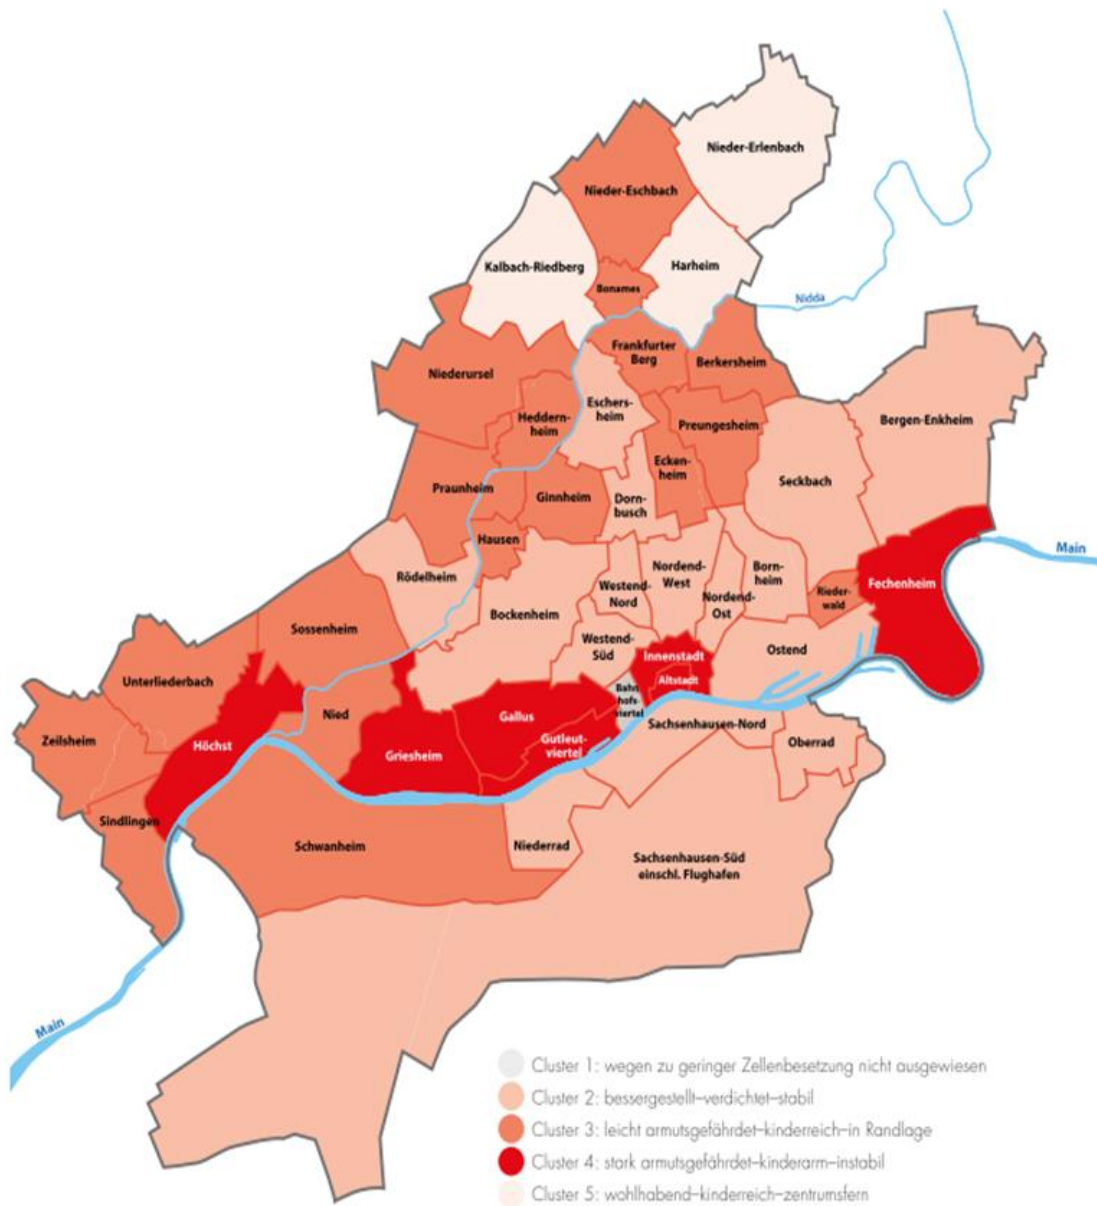 Nieder-Erlenbach
Nieder-Eschbach
Kalbach-Riedberg
Harheim
Bonames
Nidda
Frankfurter
Berg
Berkersheim
Niederursel
Eschers-
heim
Heddern-
heim
Preungesheim
Bergen-Enkheim
Ecken-
heim
Seckbach
Praunheim
Ginnheim
Dorn-
busch
Hausen
Main
Rödelheim
Nordend-
West
Born-
heim
Westend-
Nord
Nordend-
Ost
Rieder-
wald
Fechenheim
Bockenheim
Sossenheim
Westend-
Süd
Innenstadt
Ostend
Altstadt
Unterliederbach
Bahn
hofs-
viertel
Nied
Gallus
Sachsenhausen-Nord
Zeilsheim
Höchst
Griesheim
Gutleut-
viertel
Oberrad
Sindlingen
Schwanheim
Niederrad
Sachsenhausen-Süd
einschl. Flughafen
Main
Cluster 1: wegen zu geringer Zellenbesetzung nicht ausgewiesen
Cluster 2: bessergestellt–verdichtet–stabil
Cluster 3: leicht armutsgefährdet–kinderreich–in Randlage
Cluster 4: stark armutsgefährdet–kinderarm–instabil
Cluster 5: wohlhabend–kinderreich–zentrumsfern